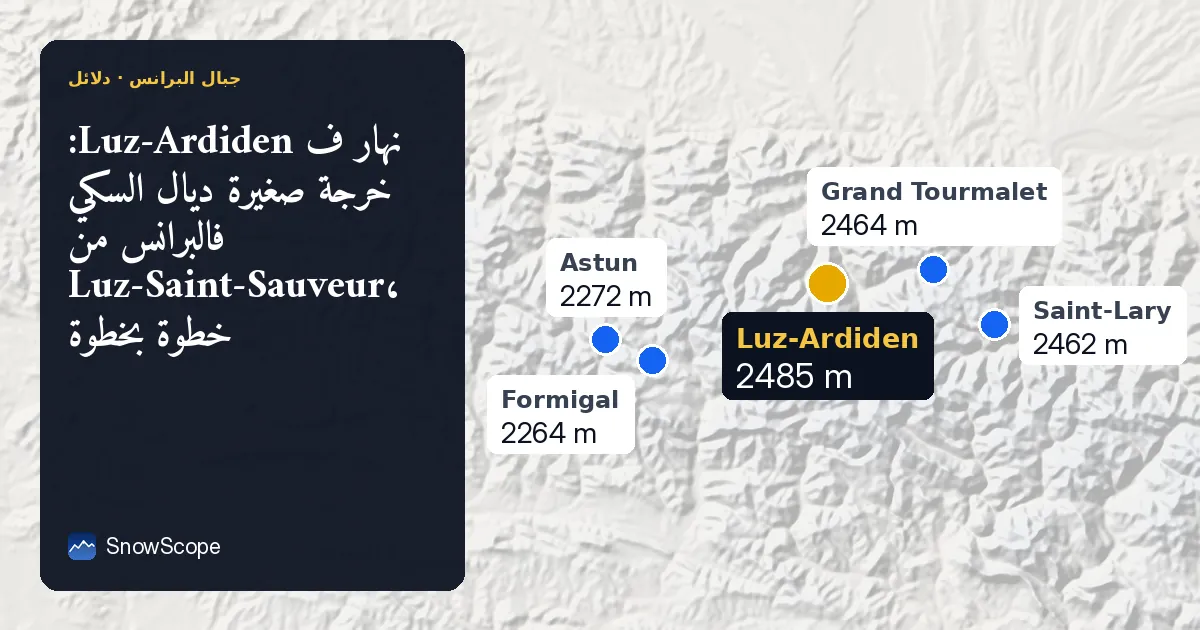 جبال البرانس · دلائل
نهار ف Luz-Ardiden:
خرجة صغيرة ديال السكي
فالبرانس من
Luz-Saint-Sauveur،
خطوة بخطوة
SnowScope
Grand Tourmalet
2464 m
Astun
2272 m
Saint-Lary
2462 m
Luz-Ardiden
2485 m
Formigal
2264 m